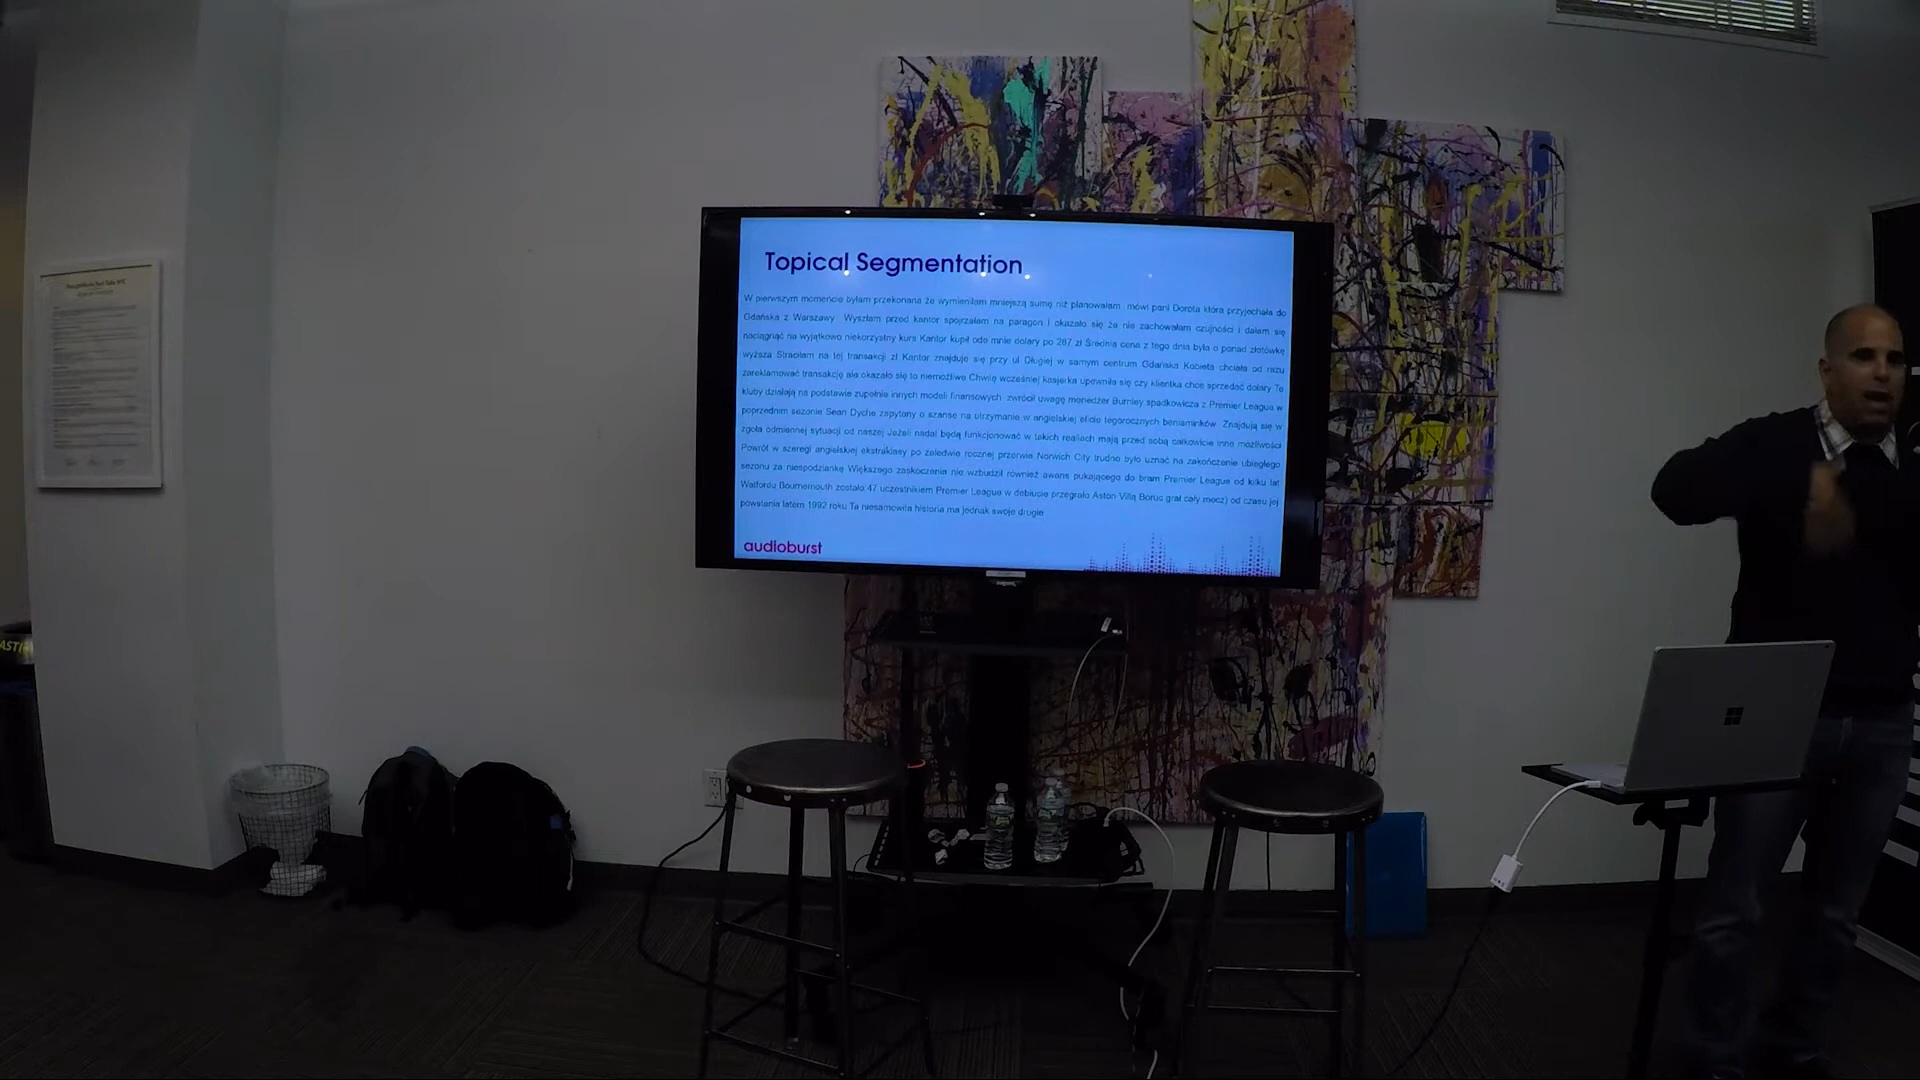 Topical Segmentation
W pierwszym momencie byłam przekonana że wymieniłam mniejszą sumę niż planowałam mówi pani Dorota która przyjechała do
Gdańska z Warszawy Wyszłam przed kantor spojrzałam na paragon i okazało się że nie zachowałam czujności i dałam się
naciągnąć na wyjątkowo niekorzystny kurs Kantor kupił ode mnie dolary po 287 zł Średnia cena z tego dnia była o ponad złotówkę
wyższa Straciłam na tej transakcji zł Kantor znajduje się przy ul Długiej w samym centrum Gdańska Kobieta chciała od razu
zareklamować transakcję ale okazało się to niemożliwe Chwilę wcześniej kasjerka upewniła się czy klientka chce sprzedać dolary Te
kluby działają na podstawie zupełnie innych modeli finansowych zwrócił uwagę menedżer Burnley spadkowicza z Premier League w
poprzednim sezonie Sean Dyche zapytany o szanse na utrzymanie w angielskiej elicie tegorocznych beniaminków Znajdują się w
zgoła odmiennej sytuacji od naszej Jeżeli nadal będą funkcjonować w takich realiach mają przed sobą całkowicie inne możliwości
Powrót w szeregi angielskiej ekstraklasy po zaledwie rocznej przerwie Norwich City trudno było uznać na zakończenie ubiegłego
sezonu za niespodziankę Większego zaskoczenia nie wzbudził również awans pukającego do bram Premier League od kilku lat
Watfordu Bournemouth zostało 47 uczestnikiem Premier League w debiucie przegrało Aston Villą Boruc grał cały mecz) od czasu jej
powstania latem 1992 roku Ta niesamowita historia ma jednak swoje drugie
audioburst